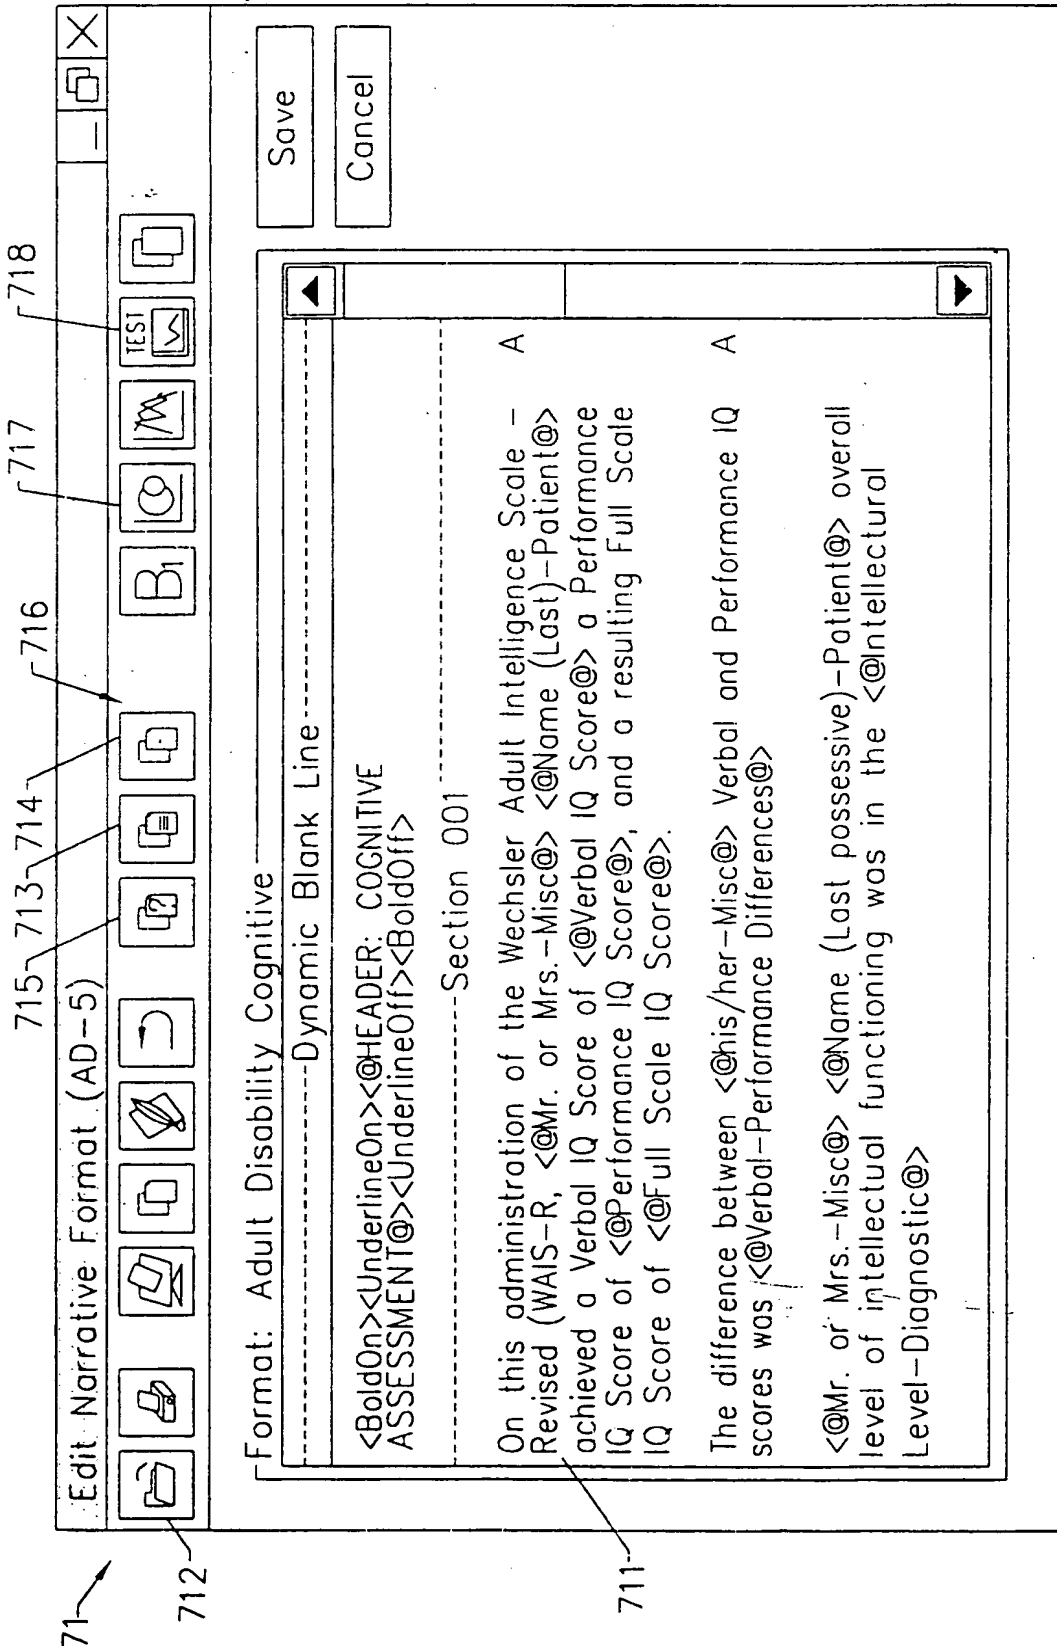 715 713 714 716 717 718
71
Edit Narrative Format (AD-5)
712
B1
TEST
Format: Adult Disability Cognitive
Save
Cancel
Dynamic Blank Line
<BoldOn><UnderlineOn><@HEADER: COGNITIVE
ASSESSMENT@><UnderlineOff><BoldOff>
Section 001
On this administration of the Wechsler Adult Intelligence Scale – A
Revised (WAIS-R, <@Mr. or Mrs.-Misc@> <@Name (Last)-Patient@>
achieved a Verbal IQ Score of <@Verbal IQ Score@> a Performance
IQ Score of <@Performance IQ Score@>, and a resulting Full Scale
IQ Score of <@Full Scale IQ Score@>.
711
The difference between <@his/her-Misc@> Verbal and Performance IQ A
scores was <@Verbal-Performance Differences@>
<@Mr. or Mrs.-Misc@> <@Name (Last possessive)-Patient@> overall
level of intellectual functioning was in the <@Intellectural
Level-Diagnostic@>